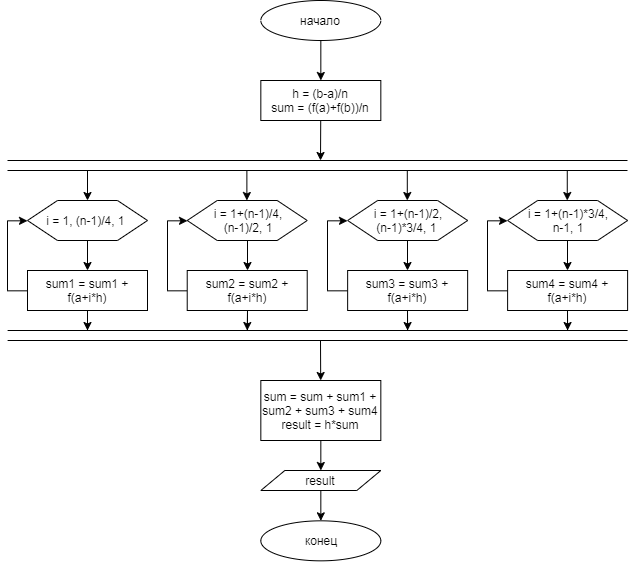 начало
h = (b-a)/n
sum = (f(a)+f(b))/n
i = 1, (n-1)/4, 1
i = 1+(n-1)/4,
(n-1)/2, 1
i = 1+(n-1)/2,
(n-1)*3/4, 1
i = 1+(n-1)*3/4,
n-1, 1
sum1 = sum1 +
f(a+i*h)
sum2 = sum2 +
f(a+i*h)
sum3 = sum3 +
f(a+i*h)
sum4 = sum4 +
f(a+i*h)
sum = sum + sum1 +
sum2 + sum3 + sum4
result = h*sum
result
конец